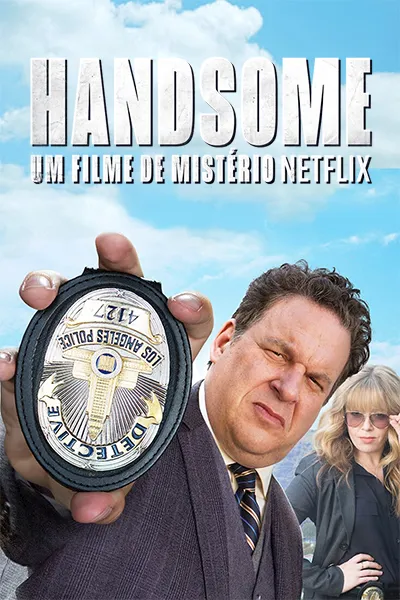 HANDSOME
UM FILME DE MISTÉRIO NETFLIX
DETECTIVE
LOS ANGELES POLICE
4127